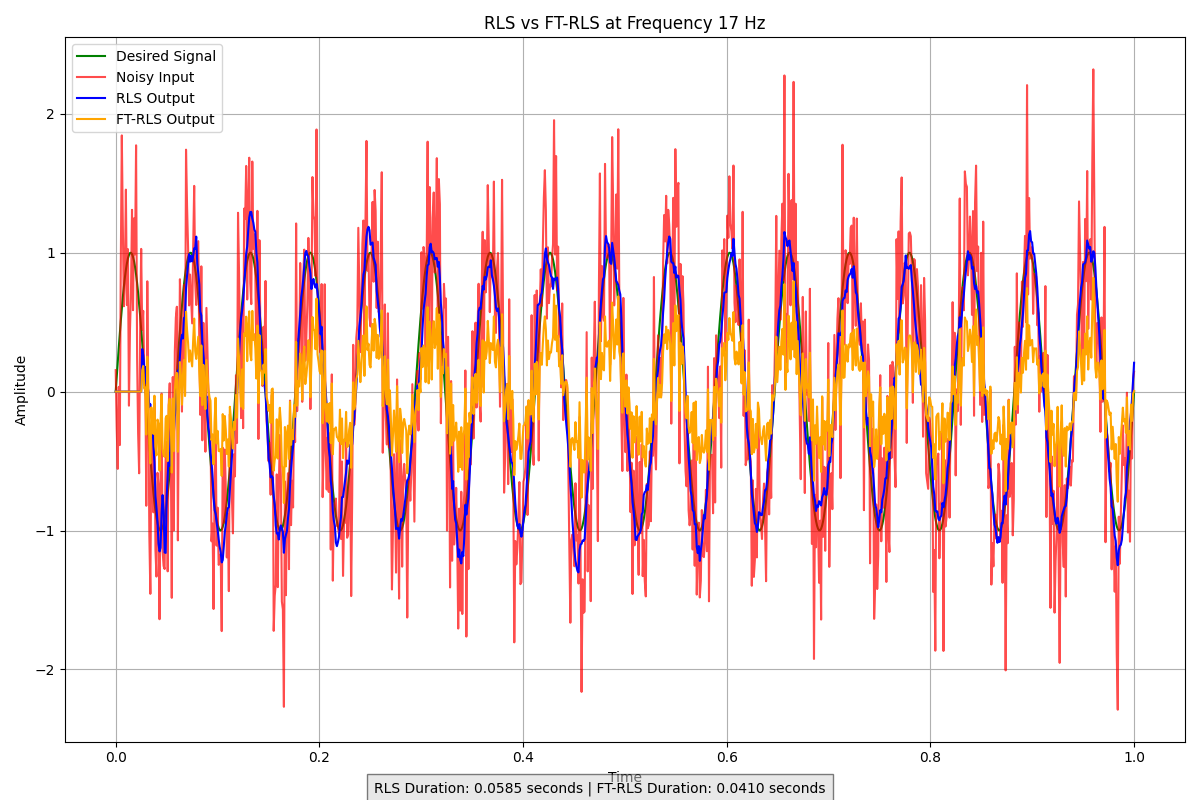 RLS vs FT-RLS at Frequency 17 Hz
Desired Signal
Noisy Input
RLS Output
FT-RLS Output
Amplitude
2
1
0
−1
−2
0.0
0.2
0.4
0.6
0.8
1.0
Time
RLS Duration: 0.0585 seconds | FT-RLS Duration: 0.0410 seconds